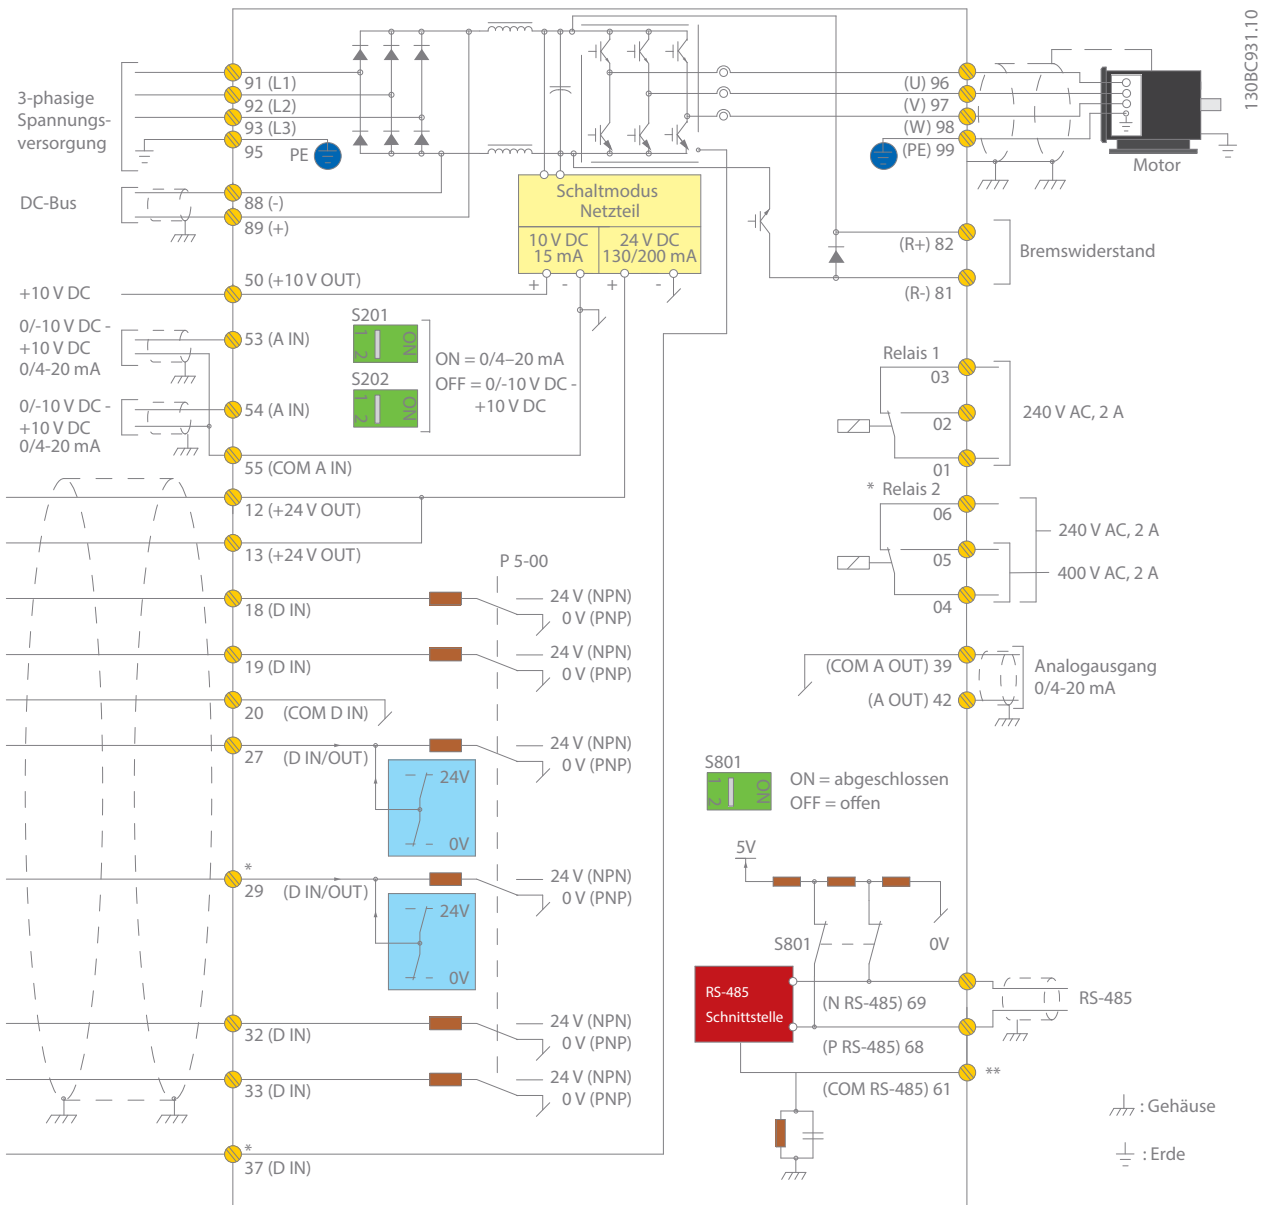 130BC931.10
3-phasige
Spannungs-
versorgung
91 (L1)
92 (L2)
93 (L3)
95
PE
DC-Bus
88 (-)
89 (+)
+10 V DC
50 (+10 V OUT)
0/-10 V DC -
+10 V DC
0/4-20 mA
53 (A IN)
0/-10 V DC -
+10 V DC
0/4-20 mA
54 (A IN)
55 (COM A IN)
12 (+24 V OUT)
13 (+24 V OUT)
18 (D IN)
19 (D IN)
20 (COM D IN)
27 (D IN/OUT)
*
29 (D IN/OUT)
32 (D IN)
33 (D IN)
*
37 (D IN)
Schaltmodus
Netzteil
10 V DC
15 mA
24 V DC
130/200 mA
+ - + -
S201
1 2 ON
S202
1 2 ON
ON = 0/4–20 mA
OFF = 0/-10 V DC -
+10 V DC
P 5-00
24 V (NPN)
0 V (PNP)
24 V (NPN)
0 V (PNP)
24 V (NPN)
0 V (PNP)
24V
0V
24 V (NPN)
0 V (PNP)
24V
0V
24 V (NPN)
0 V (PNP)
24 V (NPN)
0 V (PNP)
(U) 96
(V) 97
(W) 98
(PE) 99
Motor
(R+) 82
(R-) 81
Bremswiderstand
Relais 1
03
02
01
240 V AC, 2 A
* Relais 2
06
05
04
240 V AC, 2 A
400 V AC, 2 A
(COM A OUT) 39
(A OUT) 42
Analogausgang
0/4-20 mA
S801
1 2 ON
ON = abgeschlossen
OFF = offen
5V
S801
0V
RS-485
Schnittstelle
(N RS-485) 69
(P RS-485) 68
(COM RS-485) 61
**
RS-485
: Gehäuse
: Erde